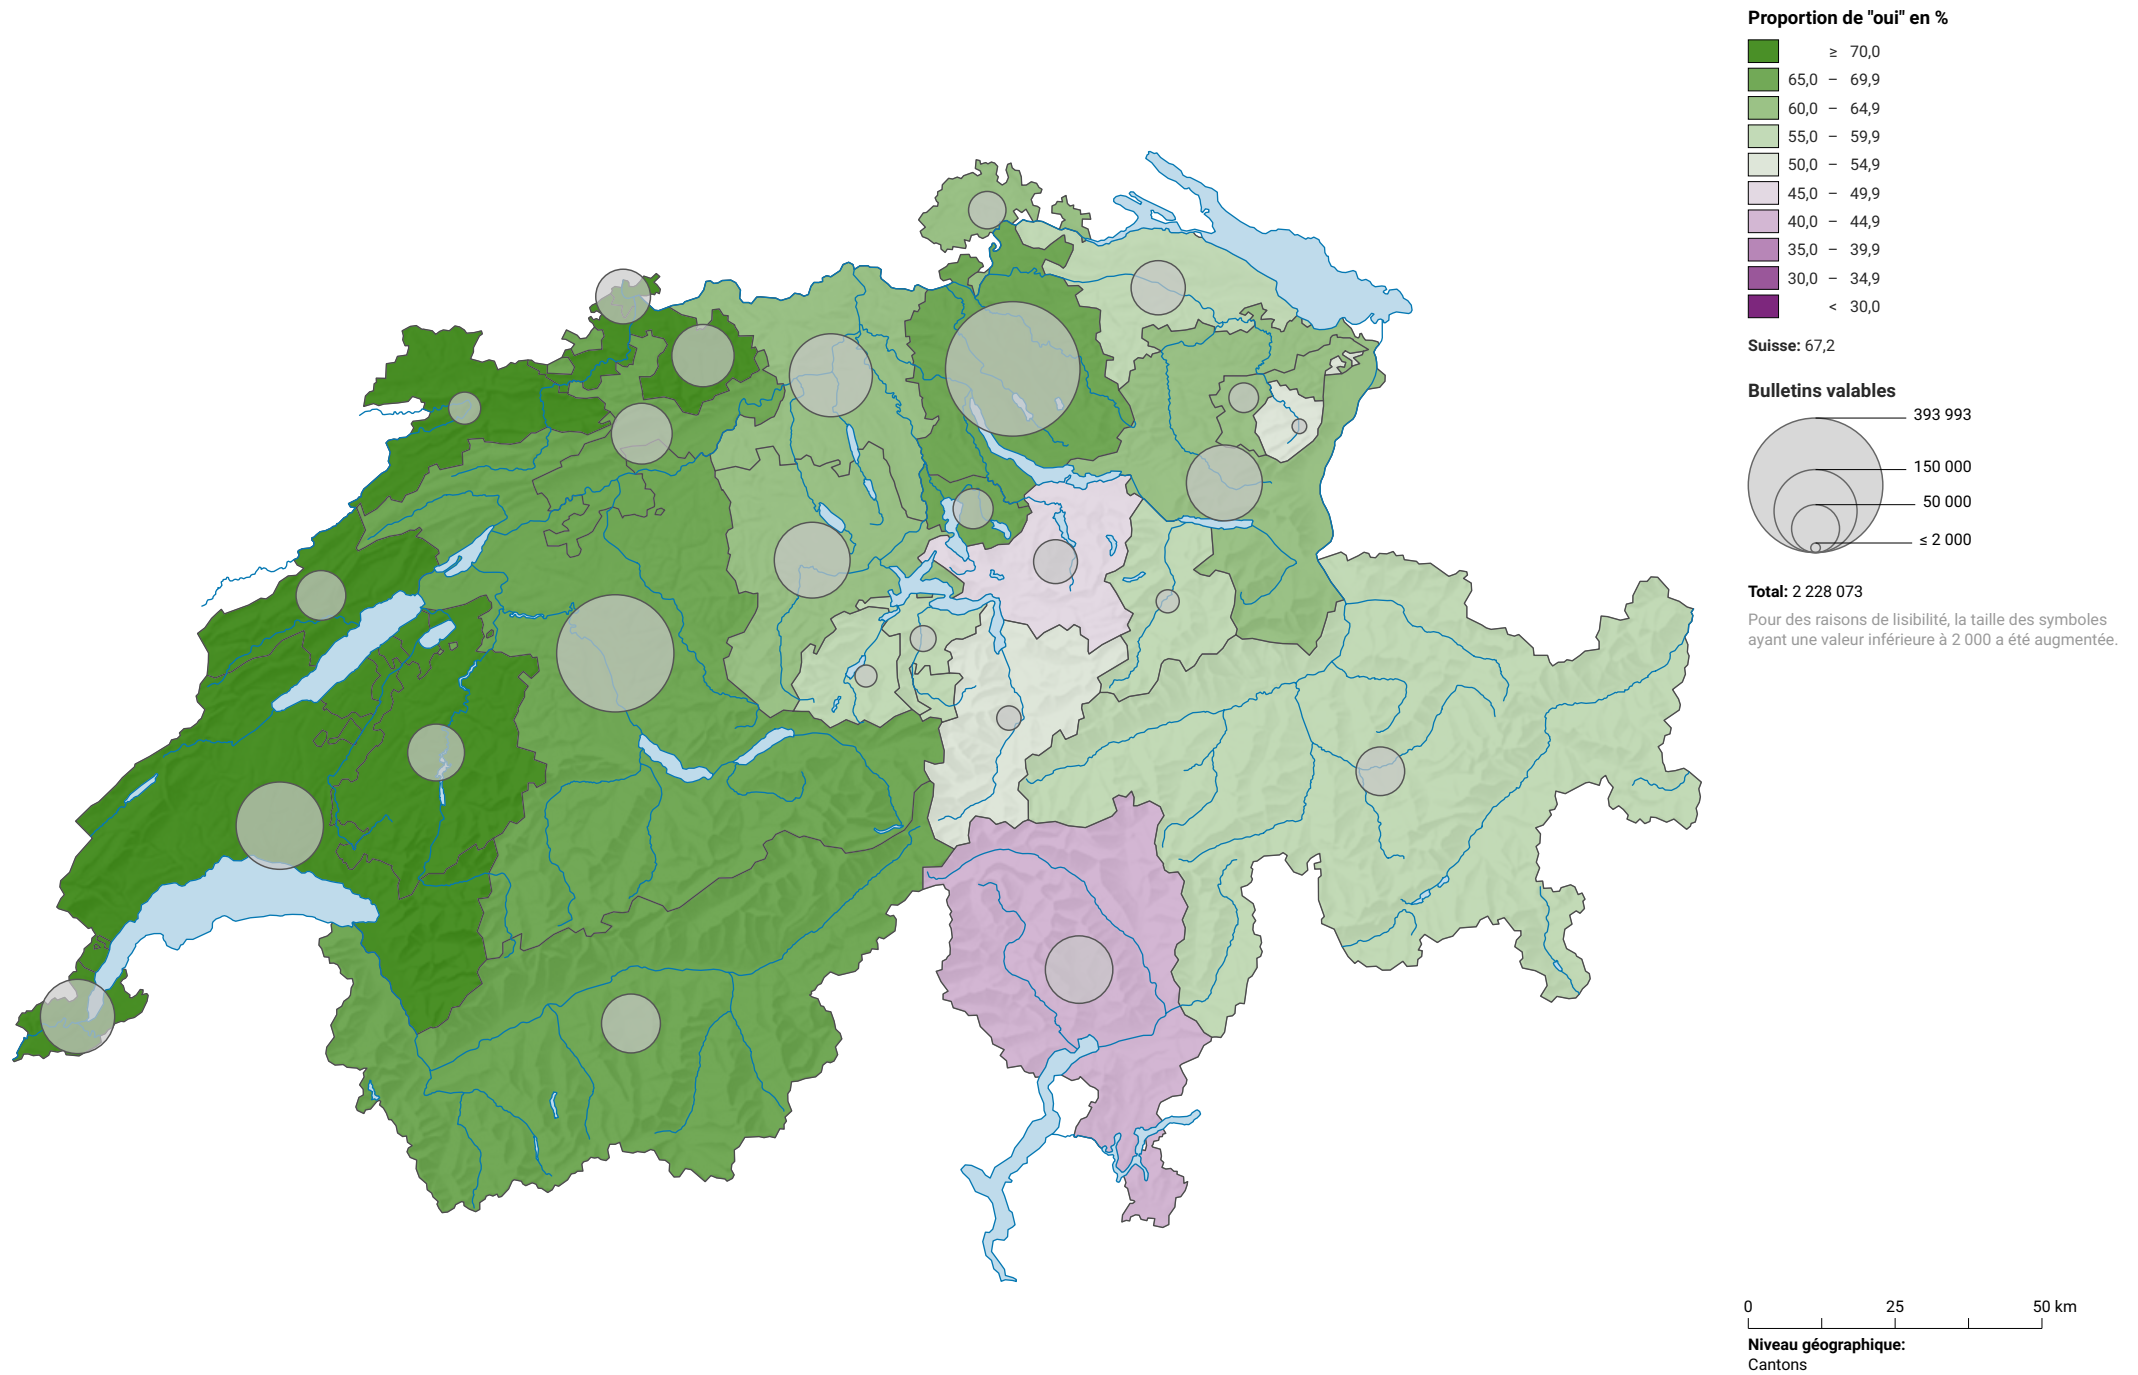 Proportion de "oui" en %
≥ 70,0
65,0 – 69,9
60,0 – 64,9
55,0 – 59,9
50,0 – 54,9
45,0 – 49,9
40,0 – 44,9
35,0 – 39,9
30,0 – 34,9
< 30,0
Suisse: 67,2
Bulletins valables
393 993
150 000
50 000
≤ 2 000
Total: 2 228 073
Pour des raisons de lisibilité, la taille des symboles
ayant une valeur inférieure à 2 000 a été augmentée.
0 25 50 km
Niveau géographique:
Cantons